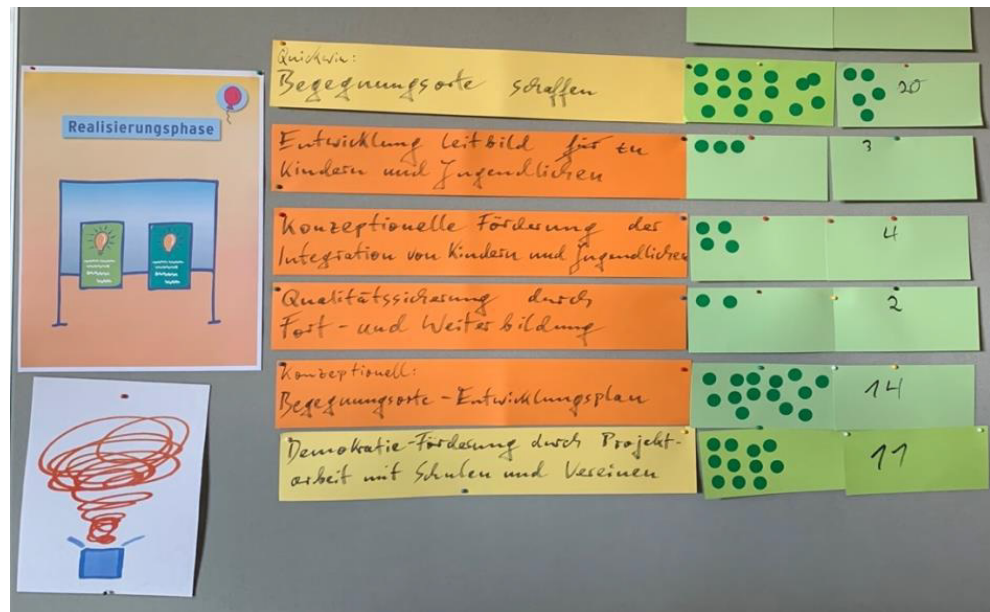 Realisierungsphase
Quickwin:
Begegnungsorte schaffen
20
Entwicklung Leitbild für zu
Kindern und Jugendlichen
3
Konzeptionelle Förderung der
Integration von Kindern und Jugendlichen
4
Qualitätssicherung durch
Fort- und Weiterbildung
2
Konzeptionell:
Begegnungsorte-Entwicklungsplan
14
Demokratie-Förderung durch Projekt-
arbeit mit Schulen und Vereinen
11